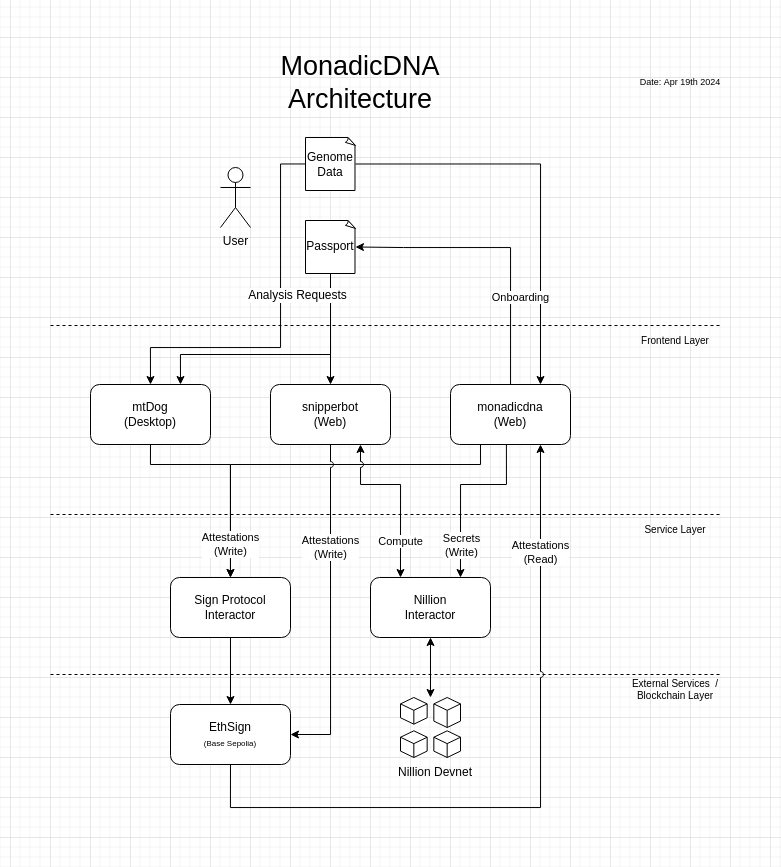 MonadicDNA
Architecture
Date: Apr 19th 2024
Genome
Data
User
Passport
Analysis Requests
Onboarding
Frontend Layer
mtDog
(Desktop)
snipperbot
(Web)
monadicdna
(Web)
Service Layer
Attestations
(Write)
Attestations
(Write)
Compute
Secrets
(Write)
Attestations
(Read)
Sign Protocol
Interactor
Nillion
Interactor
External Services /
Blockchain Layer
EthSign
(Base Sepolia)
Nillion Devnet